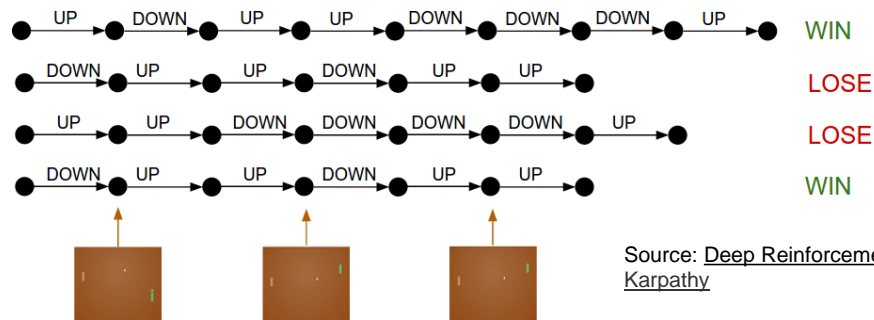 UP DOWN UP UP DOWN DOWN DOWN UP WIN
DOWN UP UP DOWN UP UP LOSE
UP UP DOWN DOWN DOWN DOWN UP LOSE
DOWN UP UP DOWN UP UP WIN
Source: Deep Reinforceme
Karpathy